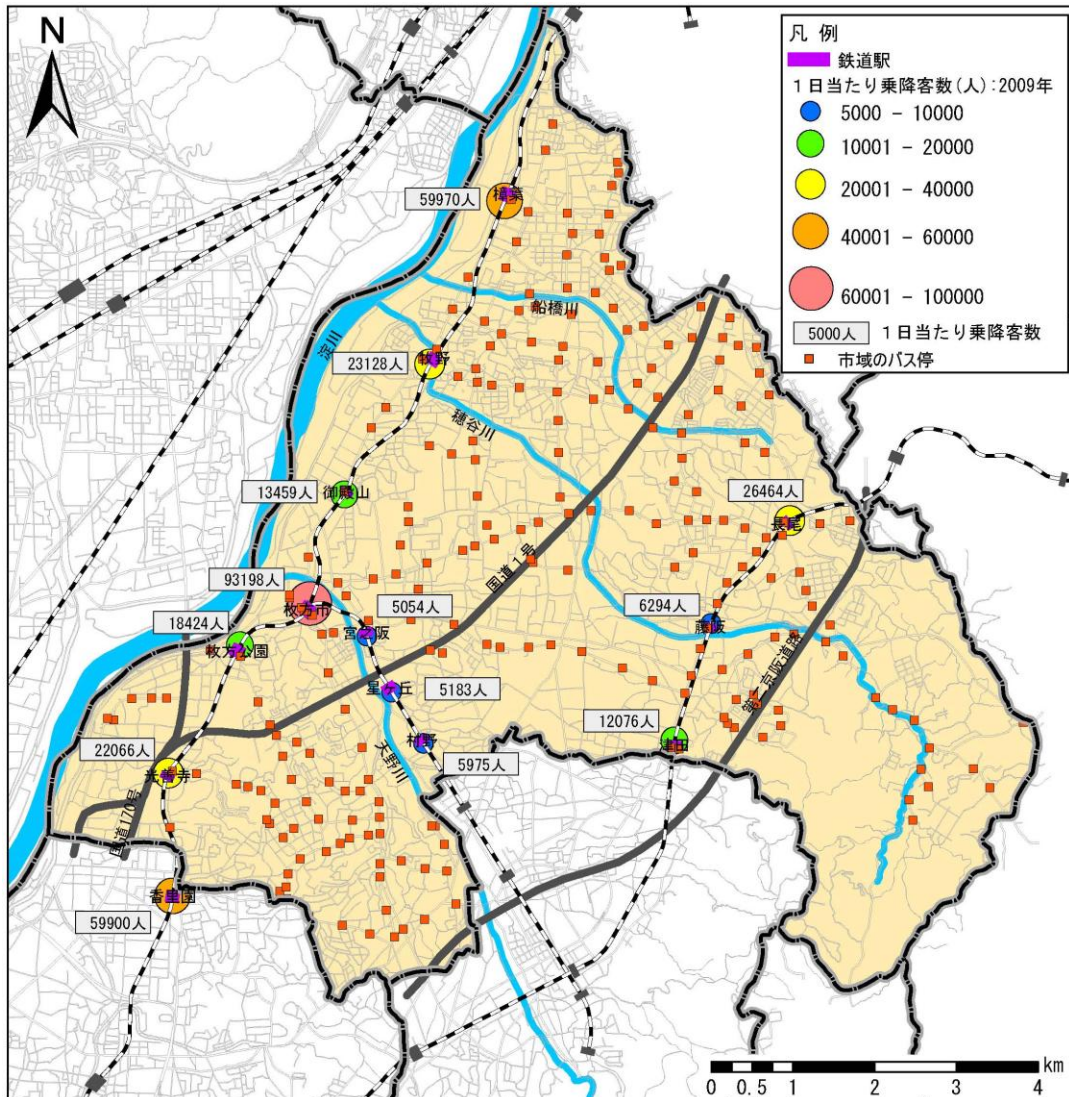 N
凡 例
鉄道駅
1日当たり乗降客数(人):2009年
5000 - 10000
10001 - 20000
20001 - 40000
40001 - 60000
60001 - 100000
5000人 1日当たり乗降客数
市域のバス停
59970人
樟葉
船橋川
淀川
23128人
牧野
穂谷川
13459人
御殿山
26464人
長尾
国道1号
93198人
枚方市
5054人
宮之阪
6294人
藤阪
18424人
枚方公園
第二京阪道路
星ヶ丘
5183人
12076人
津田
村野
5975人
天野川
22066人
光善寺
国道170号
香里園
59900人
km
0 0.5 1 2 3 4